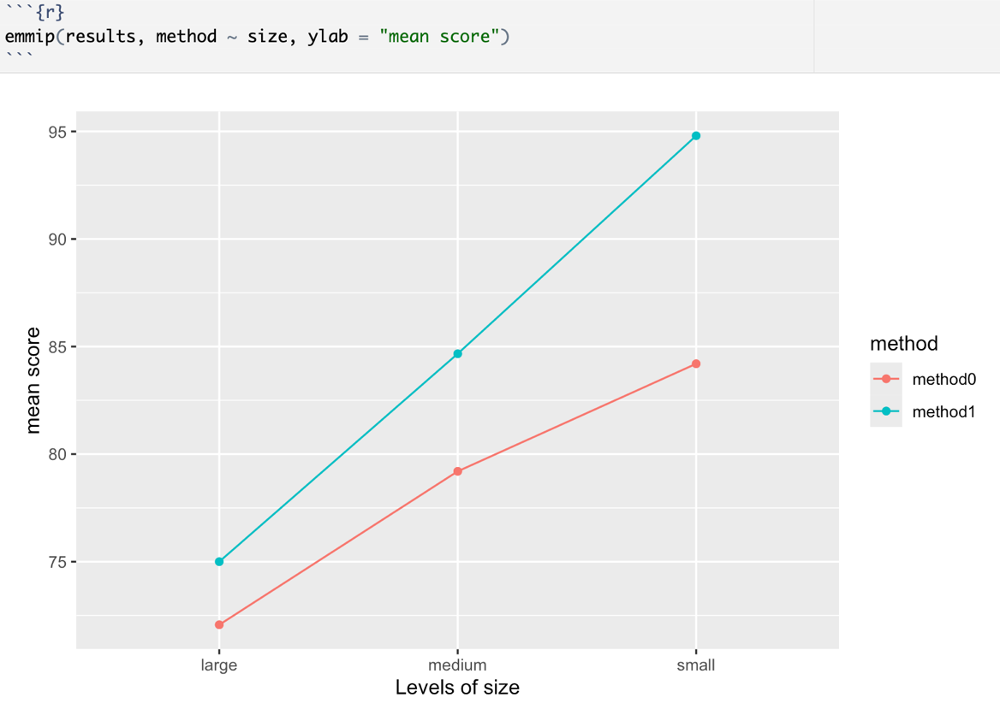 ```{r}
emmip(results, method ~ size, ylab = "mean score")
```
95
90
85
80
75
mean score
large medium small
Levels of size
method
method0
method1